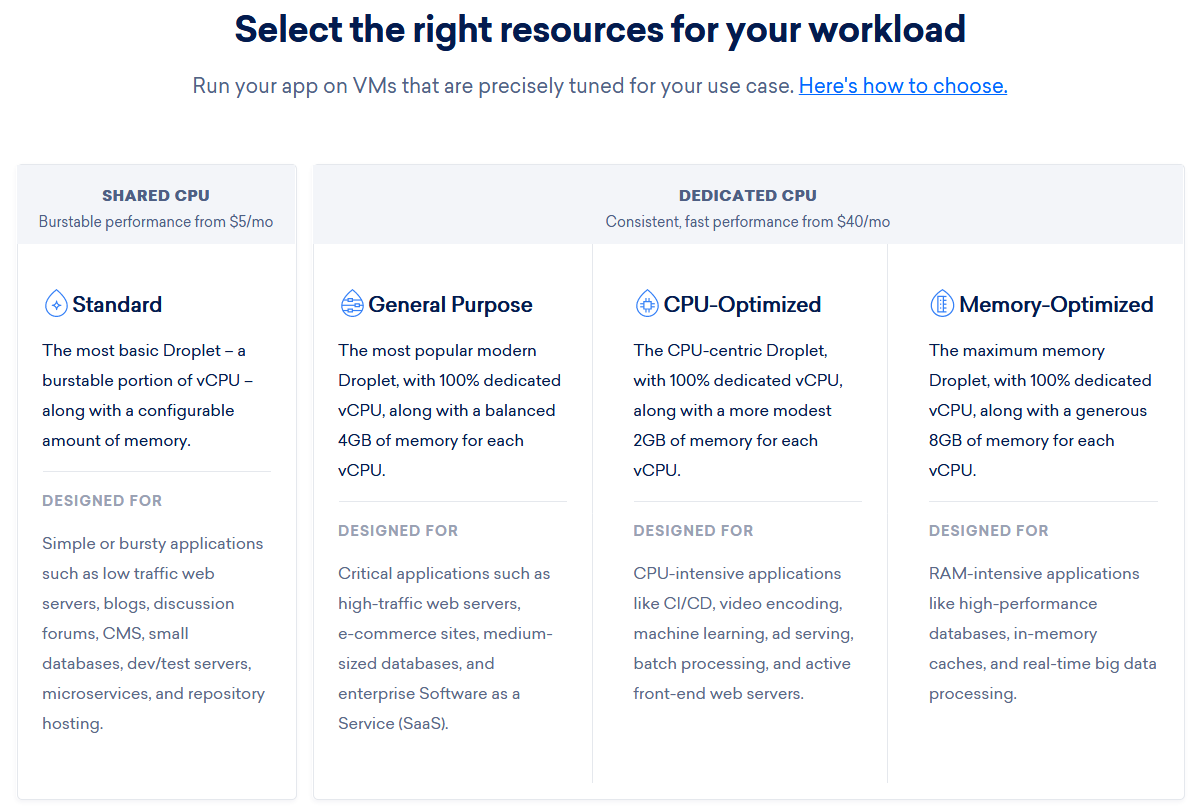 Select the right resources for your workload
Run your app on VMs that are precisely tuned for your use case. Here's how to choose.
SHARED CPU
Burstable performance from $5/mo
Standard
The most basic Droplet – a
burstable portion of vCPU –
along with a configurable
amount of memory.
DESIGNED FOR
Simple or bursty applications
such as low traffic web
servers, blogs, discussion
forums, CMS, small
databases, dev/test servers,
microservices, and repository
hosting.
DEDICATED CPU
Consistent, fast performance from $40/mo
General Purpose
The most popular modern
Droplet, with 100% dedicated
vCPU, along with a balanced
4GB of memory for each
vCPU.
DESIGNED FOR
Critical applications such as
high-traffic web servers,
e-commerce sites, medium-
sized databases, and
enterprise Software as a
Service (SaaS).
CPU-Optimized
The CPU-centric Droplet,
with 100% dedicated vCPU,
along with a more modest
2GB of memory for each
vCPU.
DESIGNED FOR
CPU-intensive applications
like CI/CD, video encoding,
machine learning, ad serving,
batch processing, and active
front-end web servers.
Memory-Optimized
The maximum memory
Droplet, with 100% dedicated
vCPU, along with a generous
8GB of memory for each
vCPU.
DESIGNED FOR
RAM-intensive applications
like high-performance
databases, in-memory
caches, and real-time big data
processing.